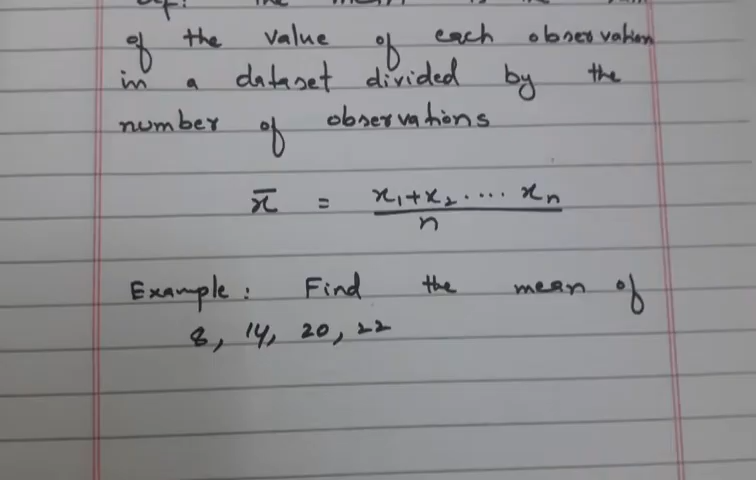 of the value of each observation
in a dataset divided by the
number of observations
x̄ = x₁+x₂.... xₙ / n
Example: Find the mean of
8, 14, 20, 22